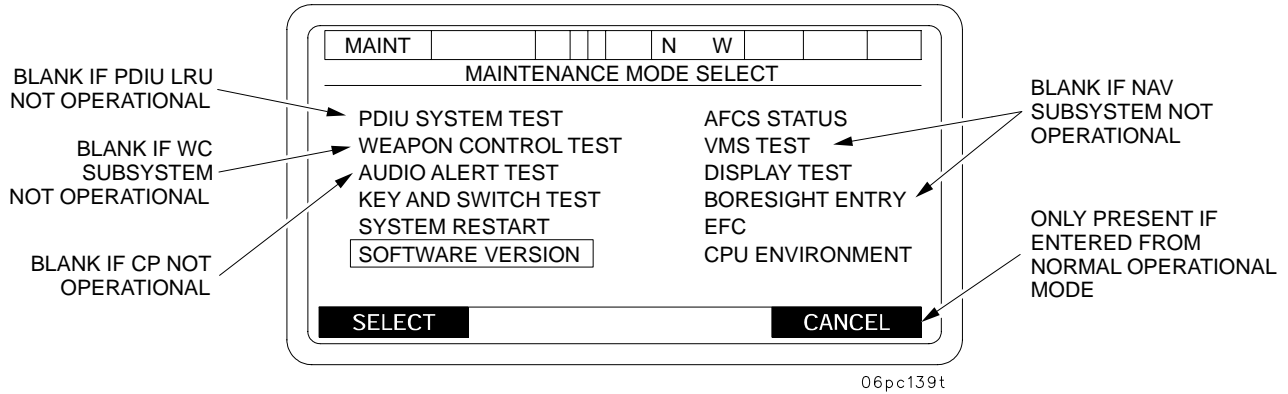 MAINT N W
MAINTENANCE MODE SELECT
BLANK IF PDIU LRU
NOT OPERATIONAL
BLANK IF WC
SUBSYSTEM
NOT OPERATIONAL
BLANK IF CP NOT
OPERATIONAL
PDIU SYSTEM TEST
WEAPON CONTROL TEST
AUDIO ALERT TEST
KEY AND SWITCH TEST
SYSTEM RESTART
SOFTWARE VERSION
AFCS STATUS
VMS TEST
DISPLAY TEST
BORESIGHT ENTRY
EFC
CPU ENVIRONMENT
BLANK IF NAV
SUBSYSTEM NOT
OPERATIONAL
ONLY PRESENT IF
ENTERED FROM
NORMAL OPERATIONAL
MODE
SELECT CANCEL
06pc139t